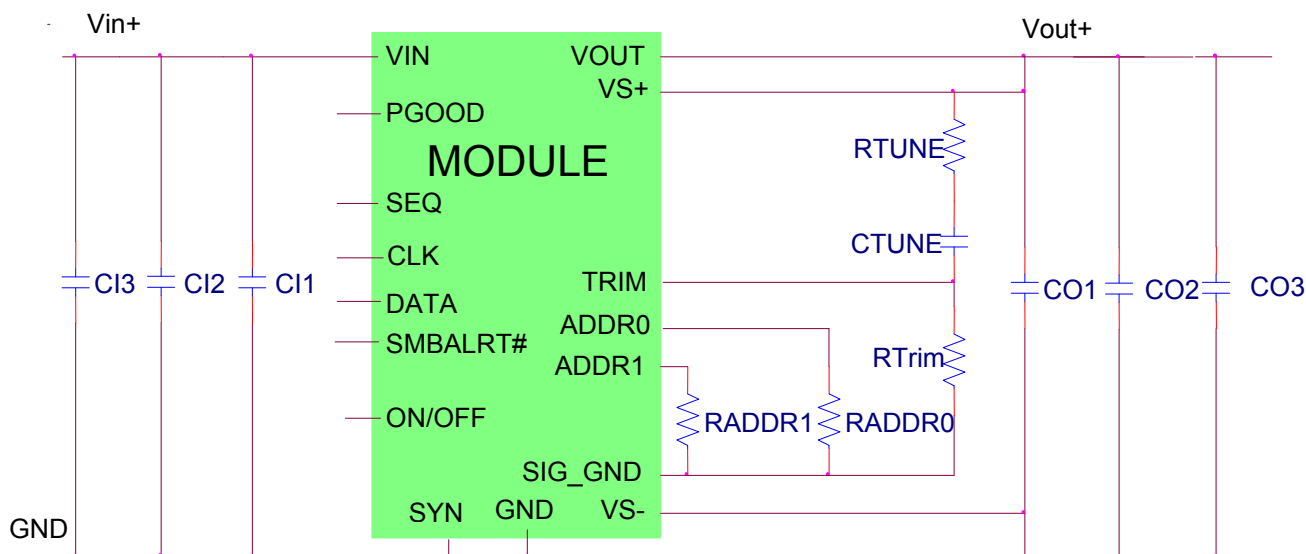 Vin+
Vout+
VIN
VOUT
VS+
PGOOD
RTUNE
MODULE
SEQ
CTUNE
CLK
TRIM
CI3
CI2
CI1
CO1
CO2
CO3
DATA
ADDR0
SMBALRT#
ADDR1
RTrim
ON/OFF
RADDR1
RADDR0
SIG_GND
SYN
GND
VS-
GND